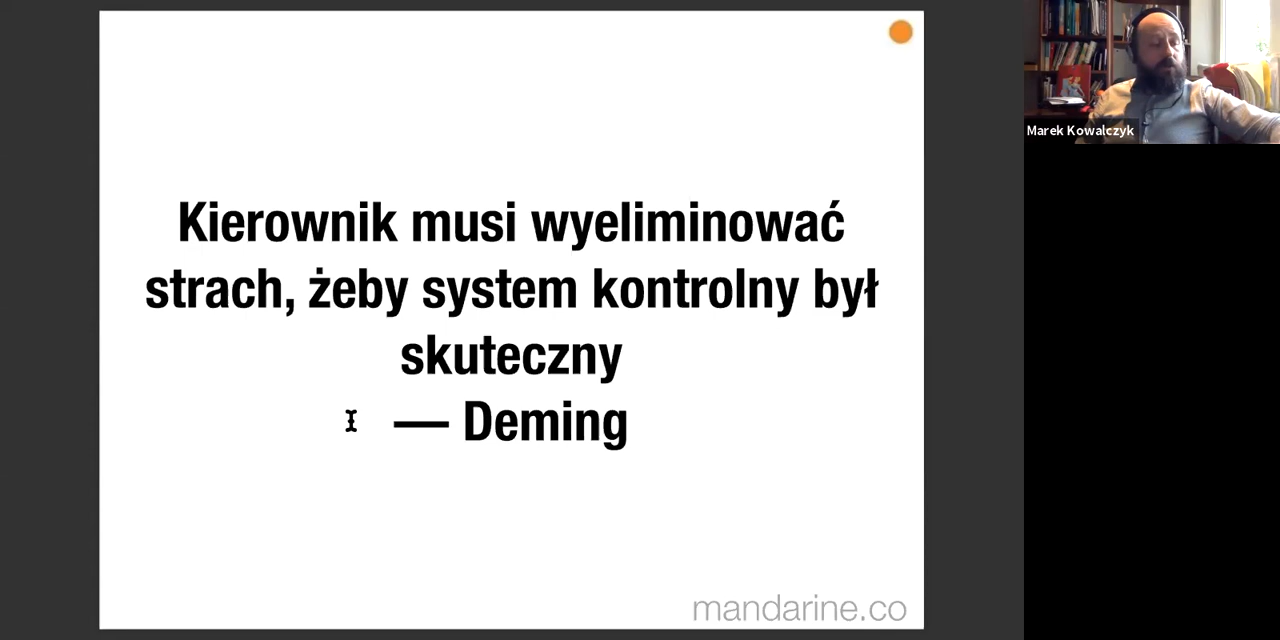 Kierownik musi wyeliminować
strach, żeby system kontrolny był
skuteczny
— Deming
mandarine.co
Marek Kowalczyk